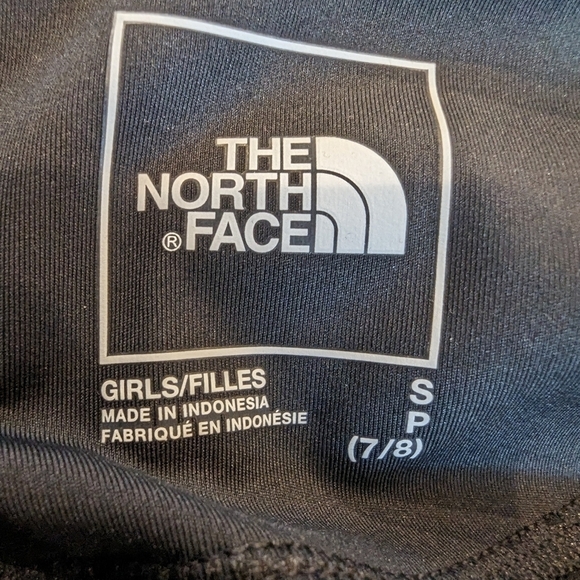 THE
NORTH
® FACE
GIRLS/FILLES
MADE IN INDONESIA
FABRIQUÉ EN INDONÉSIE
S
P
(7/8)